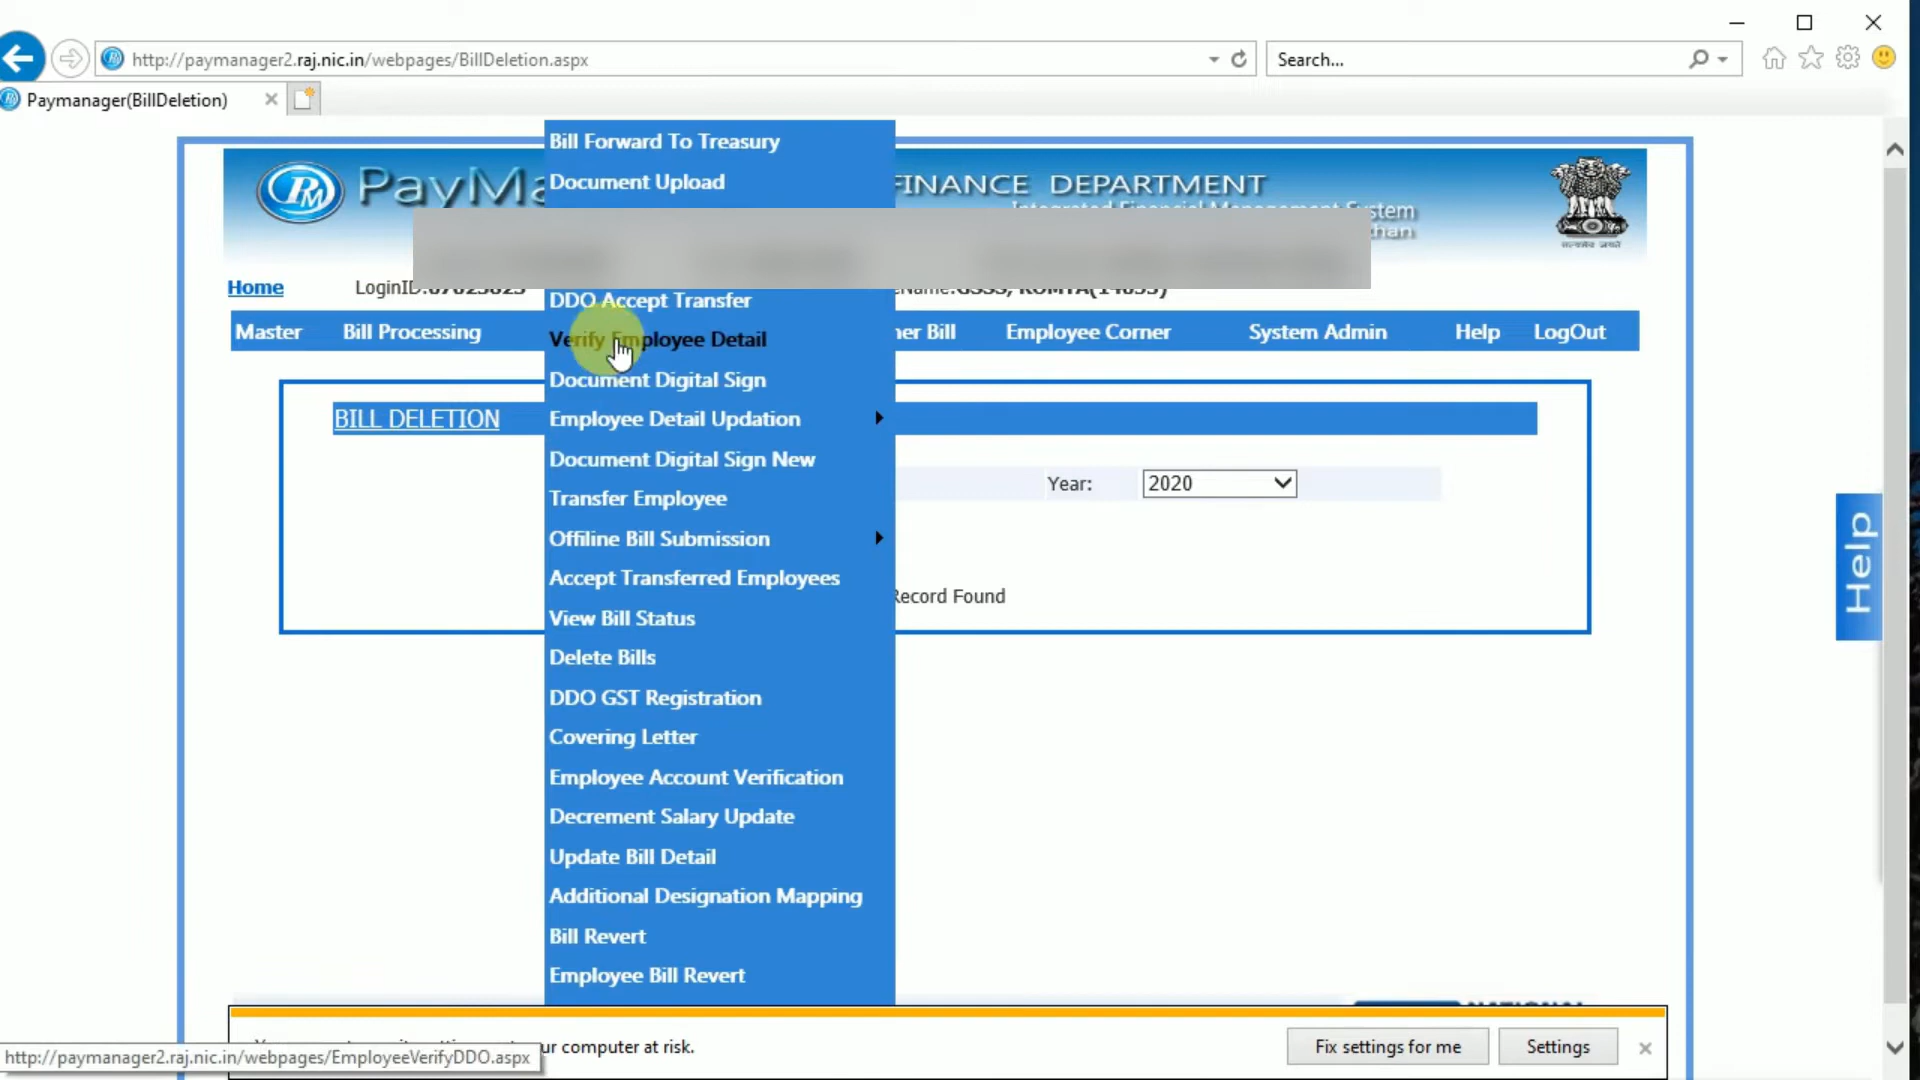 http://paymanager2.raj.nic.in/webpages/BillDeletion.aspx
Search...
Paymanager(BillDeletion)
Bill Forward To Treasury
Document Upload
FINANCE DEPARTMENT
Home
LoginID:
DDO Accept Transfer
Master
Bill Processing
Verify Employee Detail
Employee Corner
System Admin
Help
LogOut
Document Digital Sign
BILL DELETION
Employee Detail Updation
Document Digital Sign New
Year:
2020
Transfer Employee
Offiline Bill Submission
Accept Transferred Employees
Record Found
View Bill Status
Delete Bills
DDO GST Registration
Covering Letter
Employee Account Verification
Decrement Salary Update
Update Bill Detail
Additional Designation Mapping
Bill Revert
Employee Bill Revert
Help
computer at risk.
Fix settings for me
Settings
http://paymanager2.raj.nic.in/webpages/EmployeeVerifyDDO.aspx